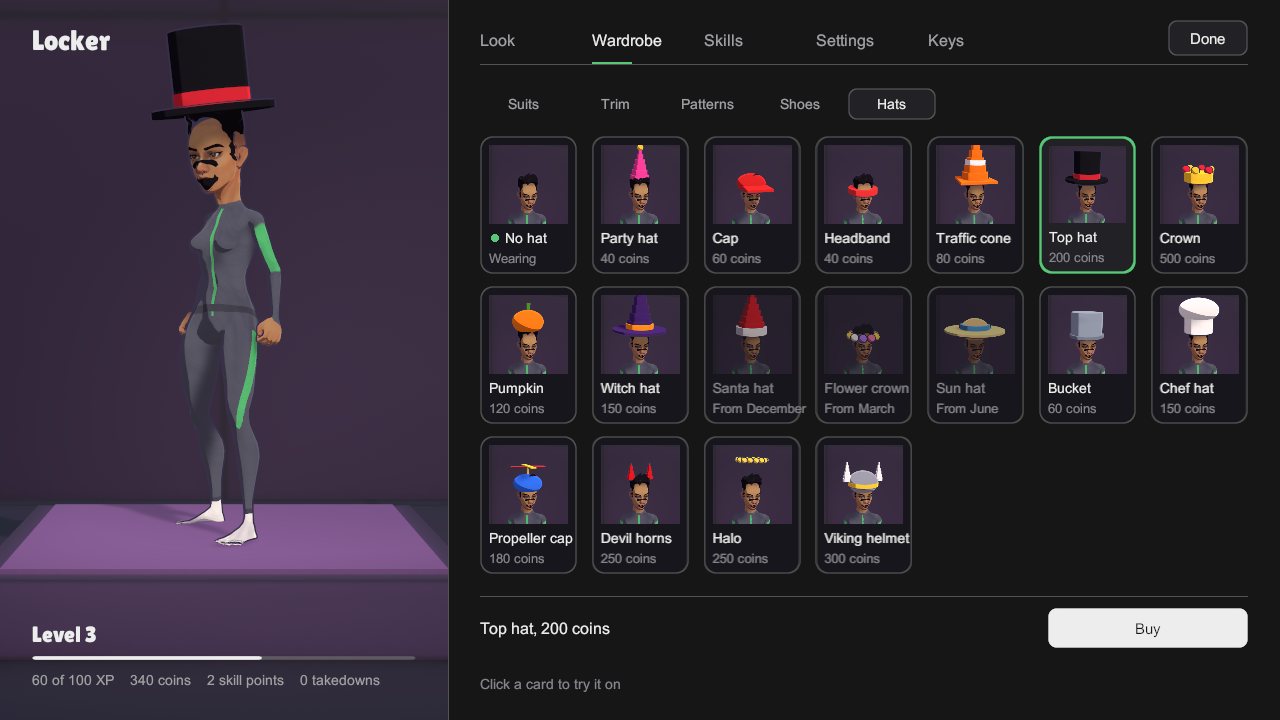 Locker
Look Wardrobe Skills Settings Keys Done
Suits Trim Patterns Shoes Hats
No hat Party hat Cap Headband Traffic cone Top hat Crown
Wearing 40 coins 60 coins 40 coins 80 coins 200 coins 500 coins
Pumpkin Witch hat Santa hat Flower crown Sun hat Bucket Chef hat
120 coins 150 coins From December From March From June 60 coins 150 coins
Propeller cap Devil horns Halo Viking helmet
180 coins 250 coins 250 coins 300 coins
Top hat, 200 coins Buy
Click a card to try it on
Level 3
60 of 100 XP 340 coins 2 skill points 0 takedowns